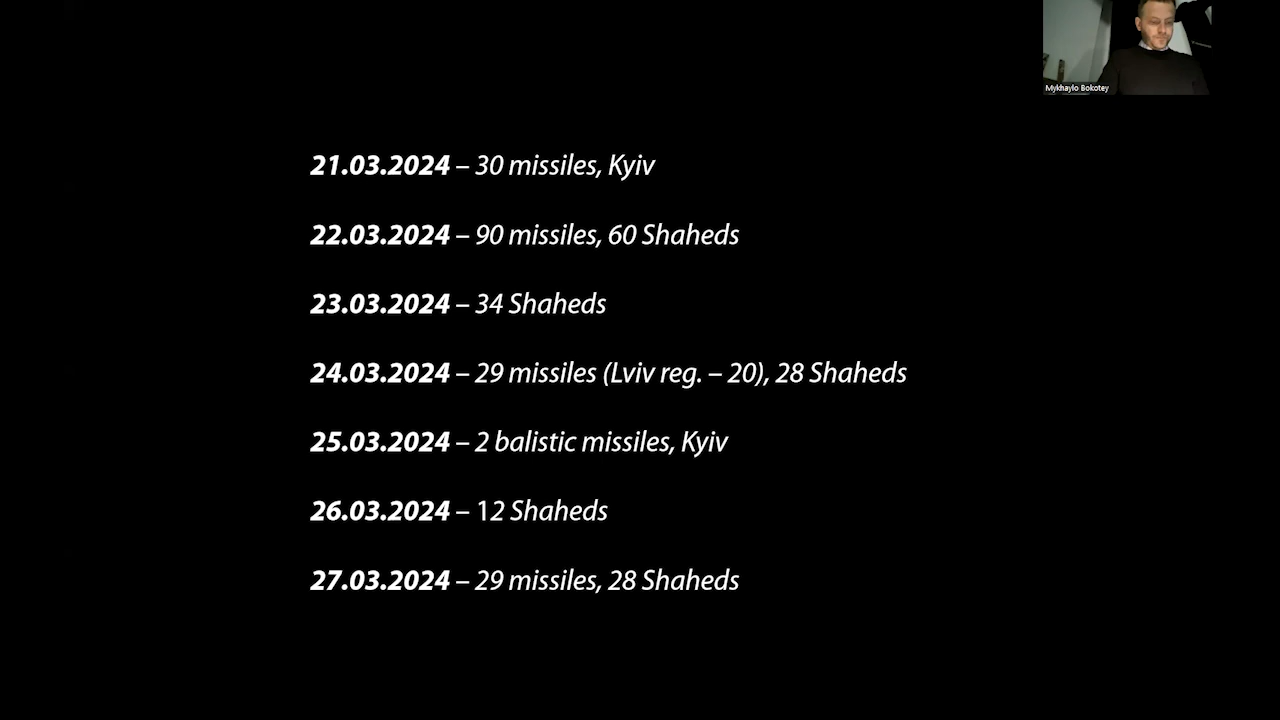 Mykhaylo Bokotey
21.03.2024 – 30 missiles, Kyiv
22.03.2024 – 90 missiles, 60 Shaheds
23.03.2024 – 34 Shaheds
24.03.2024 – 29 missiles (Lviv reg. – 20), 28 Shaheds
25.03.2024 – 2 balistic missiles, Kyiv
26.03.2024 – 12 Shaheds
27.03.2024 – 29 missiles, 28 Shaheds